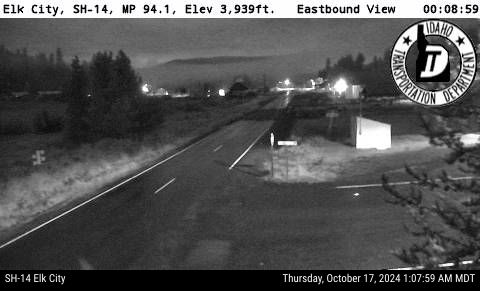 Elk City, SH-14, MP 94.1, Elev 3,939ft.   Eastbound View   00:08:59
IDAHO
TRANSPORTATION DEPARTMENT
SH-14 Elk City   Thursday, October 17, 2024 1:07:59 AM MDT